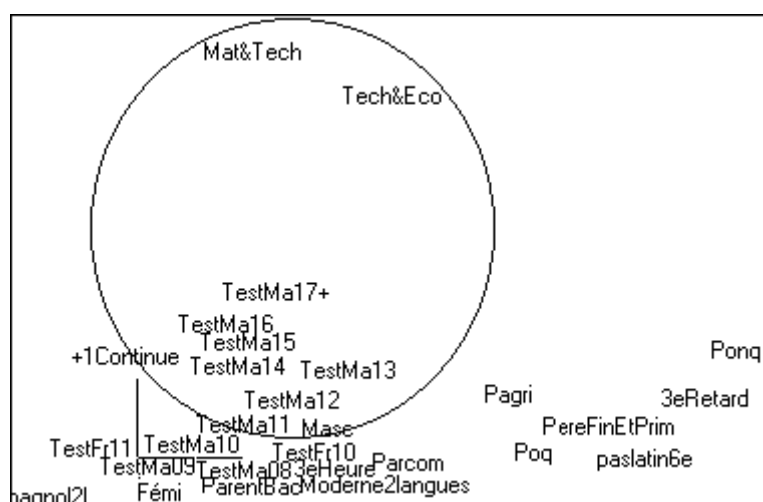 Mat&Tech
Tech&Eco
TestMa17+
TestMa16
TestMa15
+1Continue
Ponq
TestMa14
TestMa13
Pagri
3eRetard
TestMa12
TestMa11
Masc
PereFinEtPrim
TestFr11
TestMa10
TestFr10
Poq
paslatin6e
TestMa09
TestMa08
3eHeure
Parcom
pagnol2l
Fémi
ParentBac
Moderne2langues